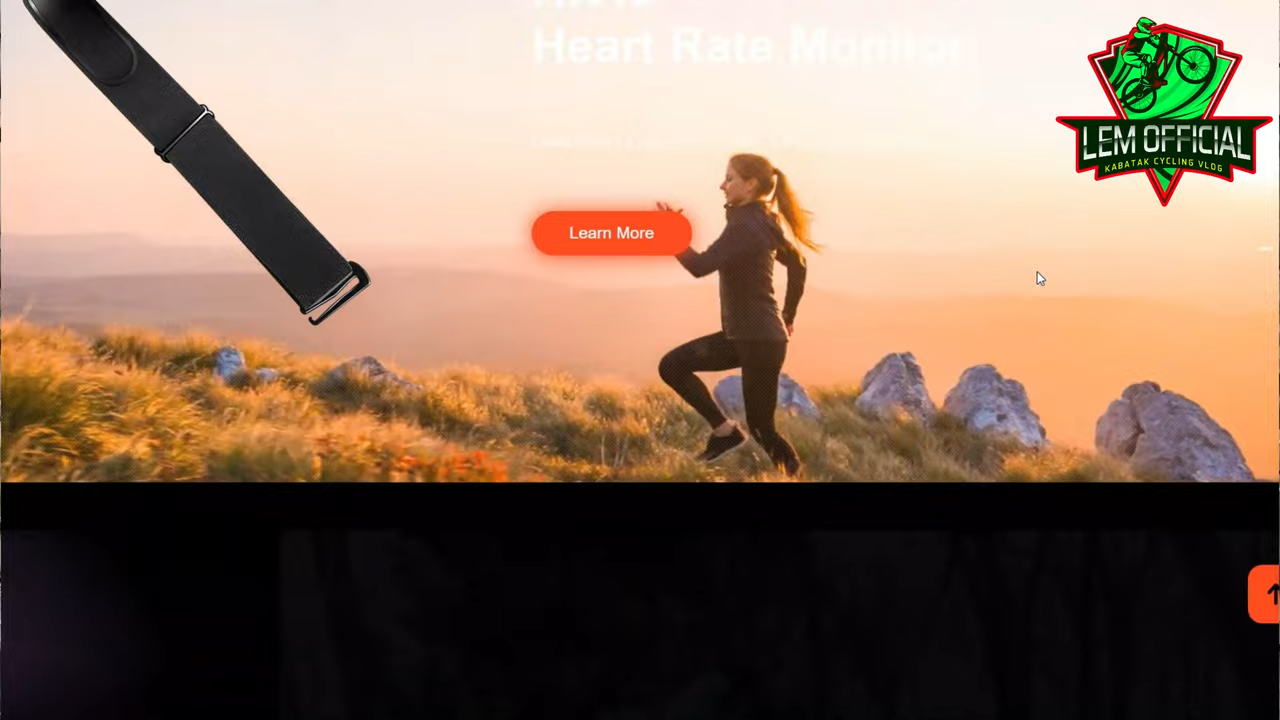 Heart Rate Monitor
Learn More
LEM OFFICIAL
KABATAK CYCLING VLOG